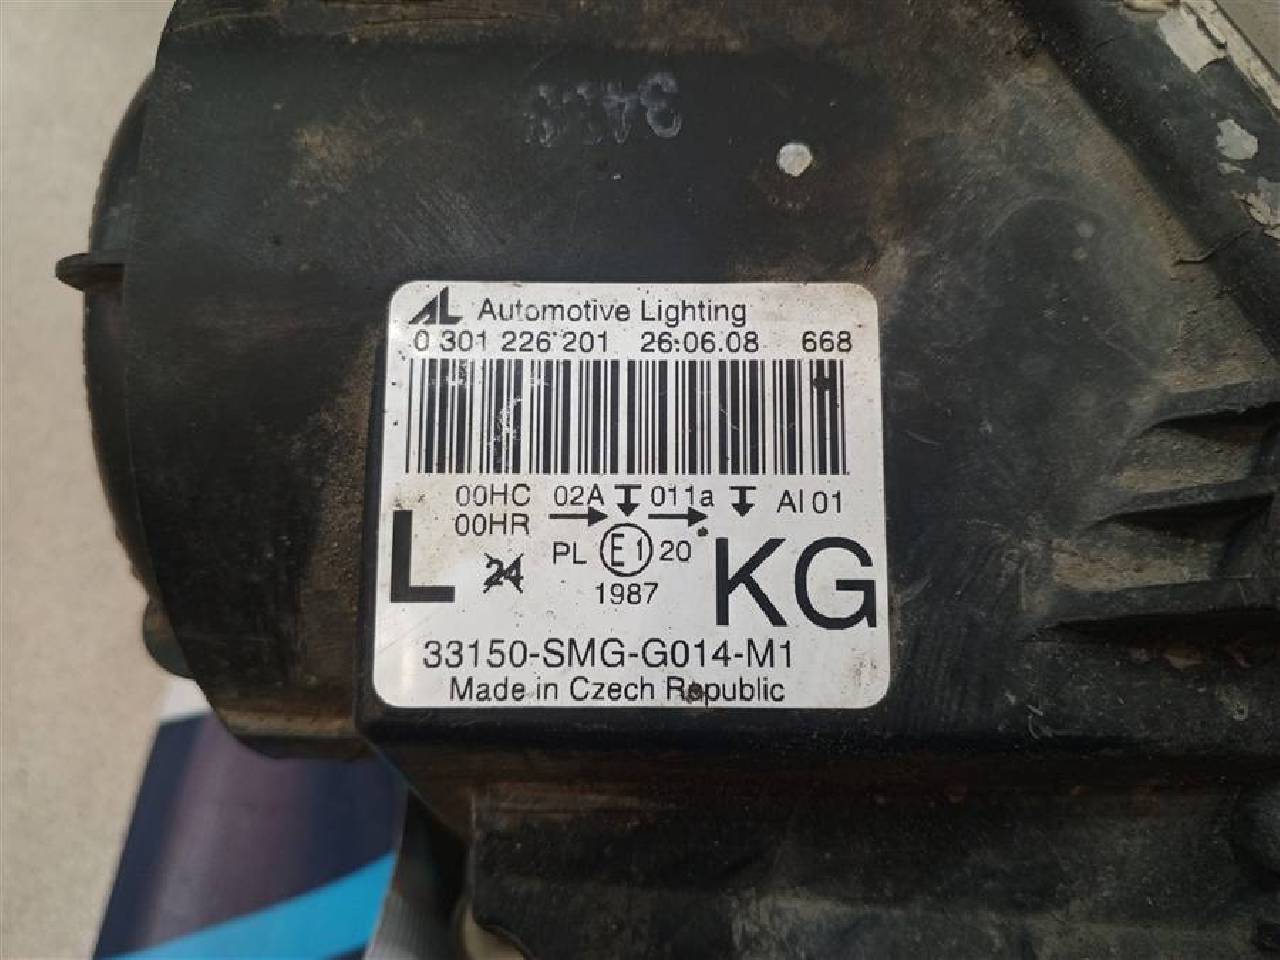 AL Automotive Lighting
0 301 226 201 26.06.08 668
00HC 02A 011a AI 01
00HR
L 24 PL E1 20 KG
1987
33150-SMG-G014-M1
Made in Czech Republic